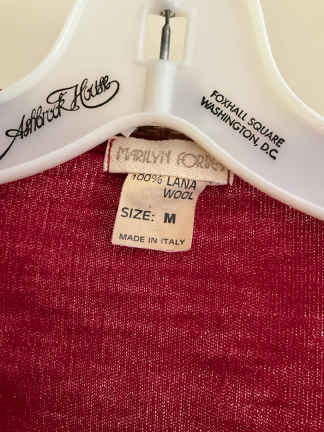 Ashbrook House
FOXHALL SQUARE
WASHINGTON, D.C.
MARILYN FORBES
100% LANA
WOOL
SIZE: M
MADE IN ITALY